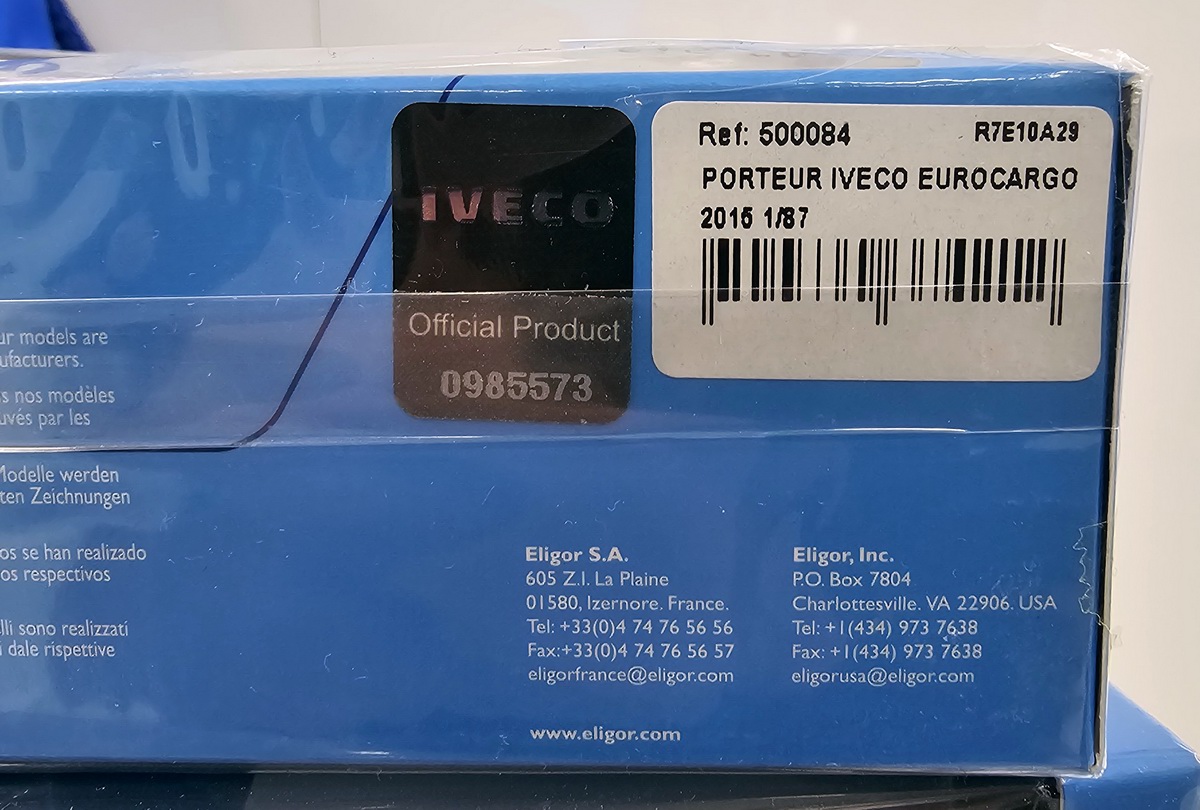 ur models are
ufacturers.
s nos modèles
uvés par les
Modelle werden
ten Zeichnungen
os se han realizado
os respectivos
lli sono realizzati
i dale rispettive
IVECO
Official Product
0985573
Ref: 500084 R7E10A29
PORTEUR IVECO EUROCARGO
2015 1/87
Eligor S.A.
605 Z.I. La Plaine
01580, Izernore. France.
Tel: +33(0)4 74 76 56 56
Fax:+33(0)4 74 76 56 57
eligorfrance@eligor.com
Eligor, Inc.
P.O. Box 7804
Charlottesville. VA 22906. USA
Tel: +1(434) 973 7638
Fax: +1(434) 973 7638
eligorusa@eligor.com
www.eligor.com